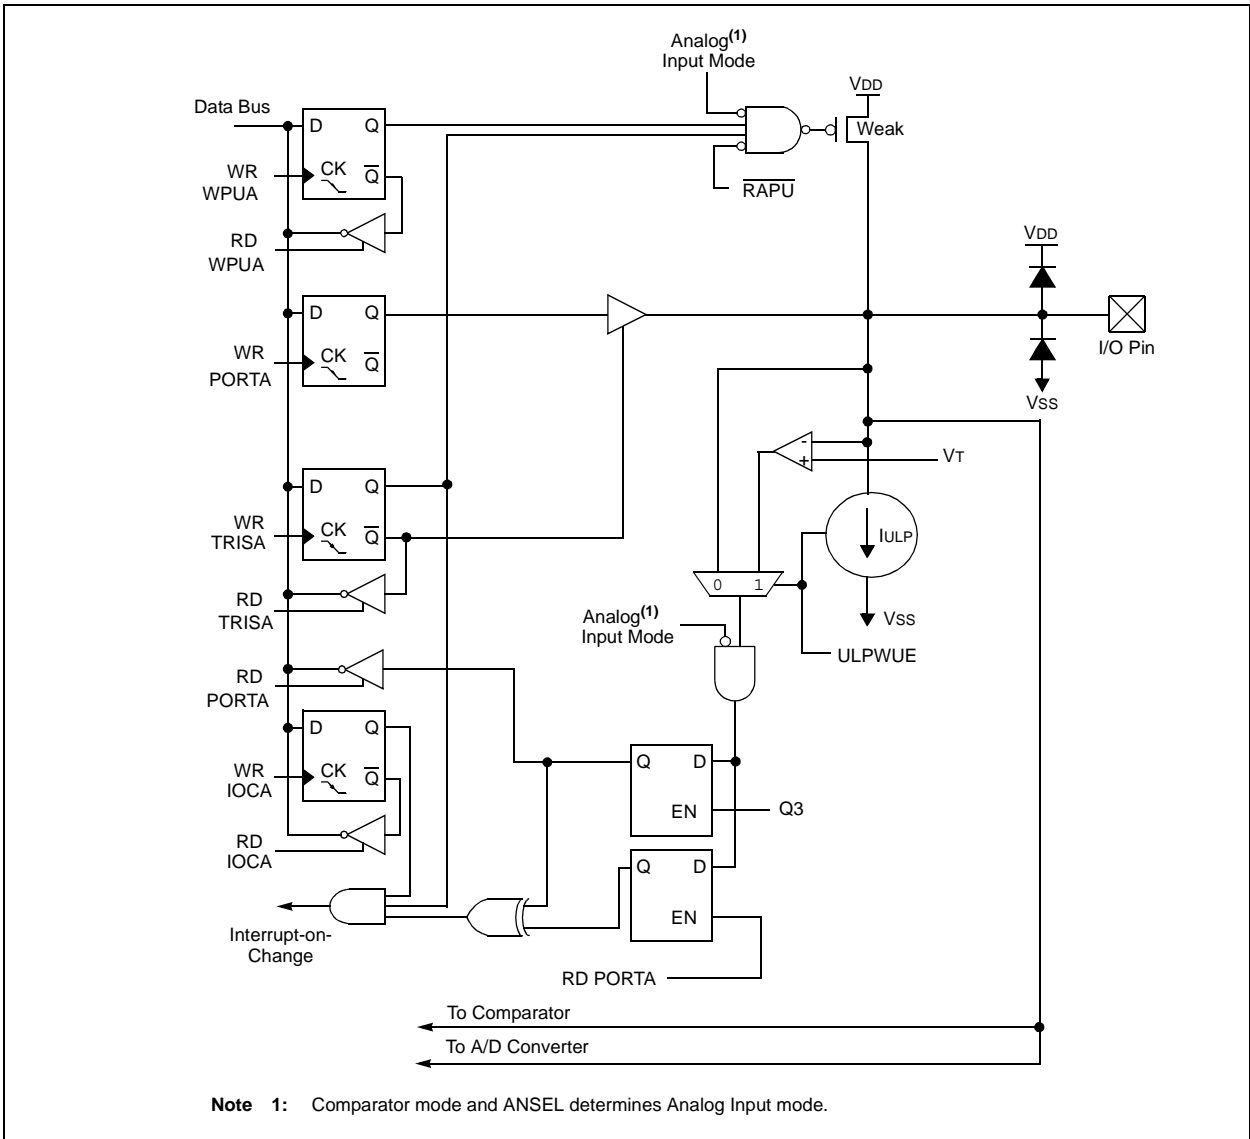 Analog(1)
Input Mode
VDD
Data Bus
D Q
Weak
WR
WPUA
CK Q
RAPU
RD
WPUA
VDD
D Q
WR
PORTA
CK Q
I/O Pin
VSS
-
+
VT
D Q
WR
TRISA
CK Q
IULP
0 1
RD
TRISA
Analog(1)
Input Mode
VSS
ULPWUE
RD
PORTA
D Q
WR
IOCA
CK Q
Q D
EN
Q3
RD
IOCA
Q D
EN
Interrupt-on-
Change
RD PORTA
To Comparator
To A/D Converter
Note 1: Comparator mode and ANSEL determines Analog Input mode.